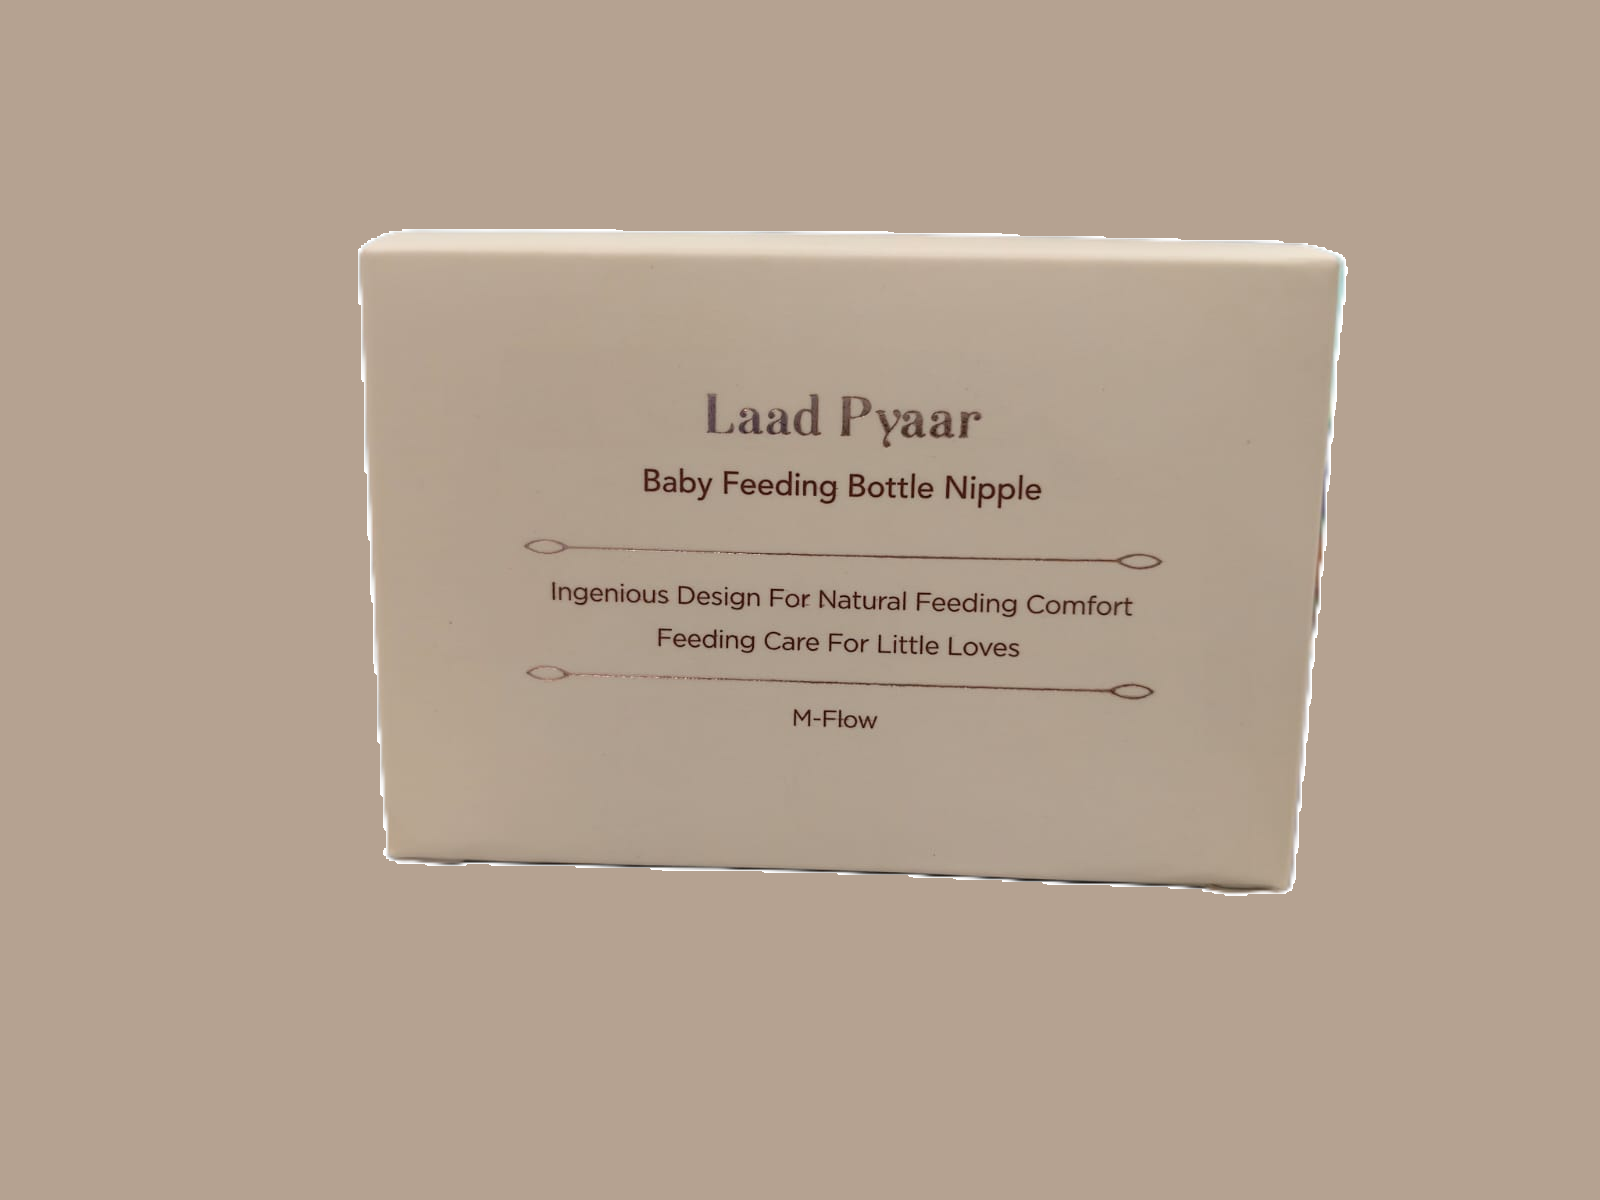 Laad Pyaar
Baby Feeding Bottle Nipple
Ingenious Design For Natural Feeding Comfort
Feeding Care For Little Loves
M-Flow